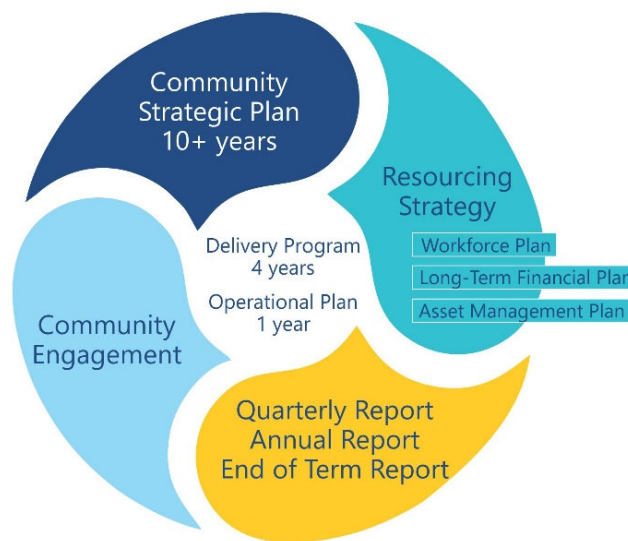 Community
Strategic Plan
10+ years
Resourcing
Strategy
Workforce Plan
Long-Term Financial Plan
Asset Management Plan
Delivery Program
4 years
Operational Plan
1 year
Community
Engagement
Quarterly Report
Annual Report
End of Term Report